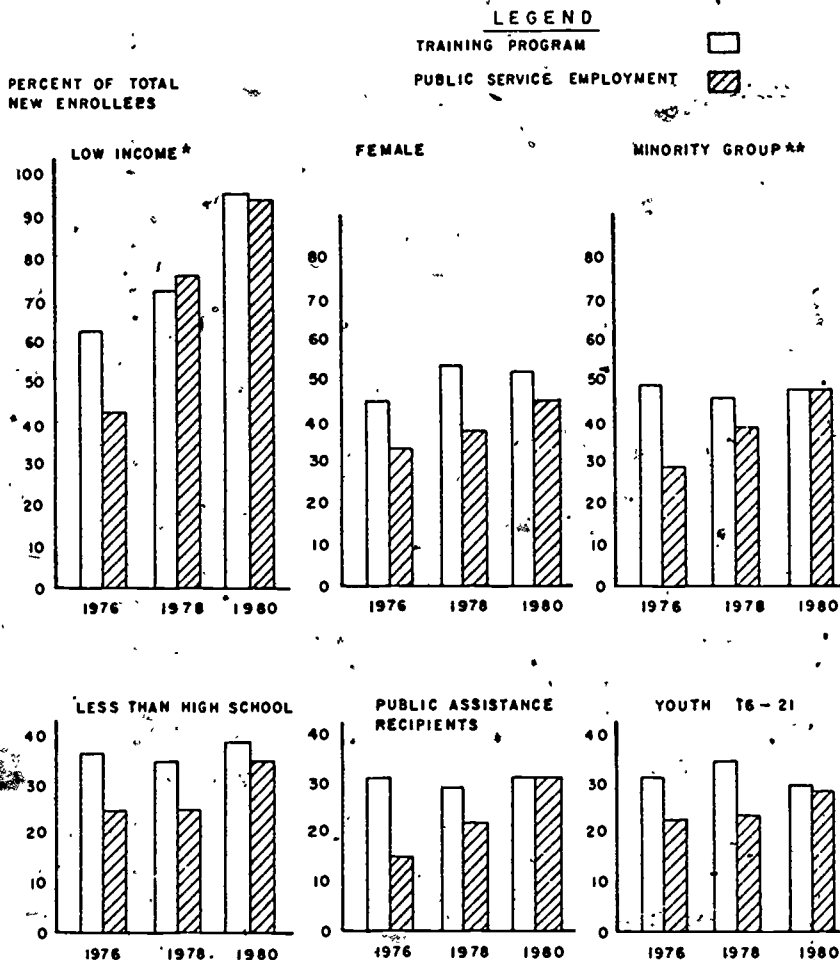 LEGEND
TRAINING PROGRAM
PUBLIC SERVICE EMPLOYMENT
PERCENT OF TOTAL
NEW ENROLLEES
LOW INCOME*
100
90
80
70
60
50
40
30
20
10
0
1976 1978 1980
FEMALE
80
70
60
50
40
30
20
10
0
1976 1978 1980
MINORITY GROUP**
80
70
60
50
40
30
20
10
0
1976 1978 1980
LESS THAN HIGH SCHOOL
40
30
20
10
0
1976 1978 1980
PUBLIC ASSISTANCE
RECIPIENTS
40
30
20
10
0
1976 1978 1980
YOUTH 16-21
40
30
20
10
0
1976 1978 1980